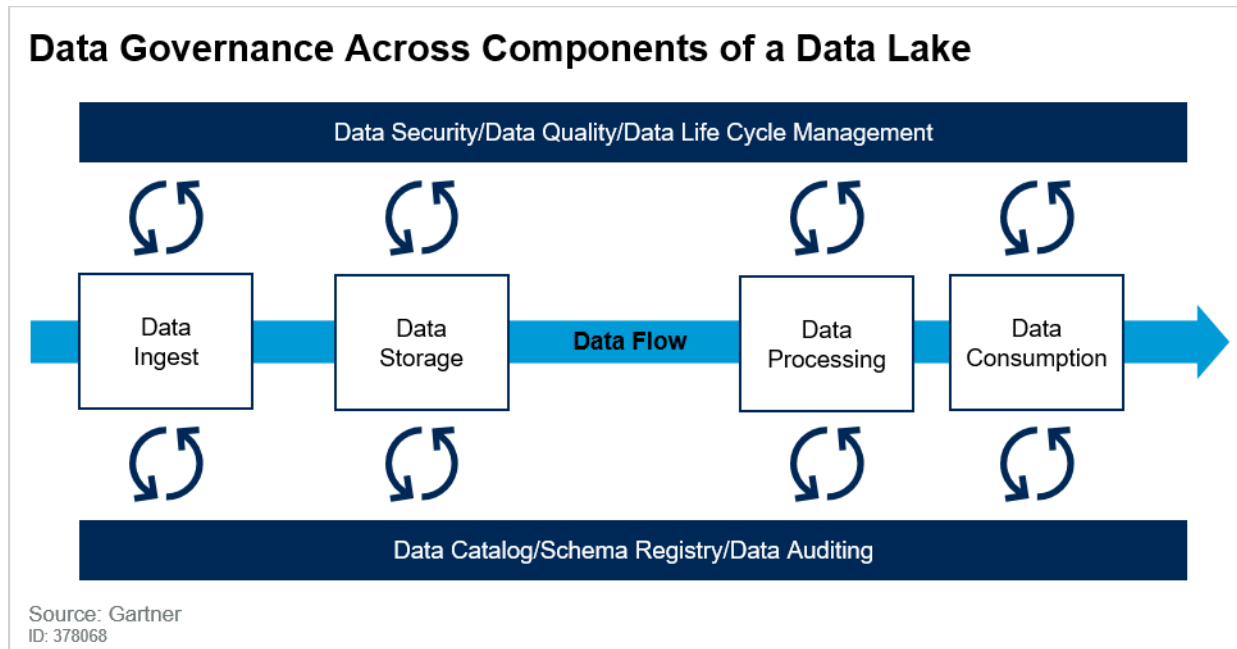 Data Governance Across Components of a Data Lake
Data Security/Data Quality/Data Life Cycle Management
Data
Ingest
Data
Storage
Data Flow
Data
Processing
Data
Consumption
Data Catalog/Schema Registry/Data Auditing
Source: Gartner
ID: 378068